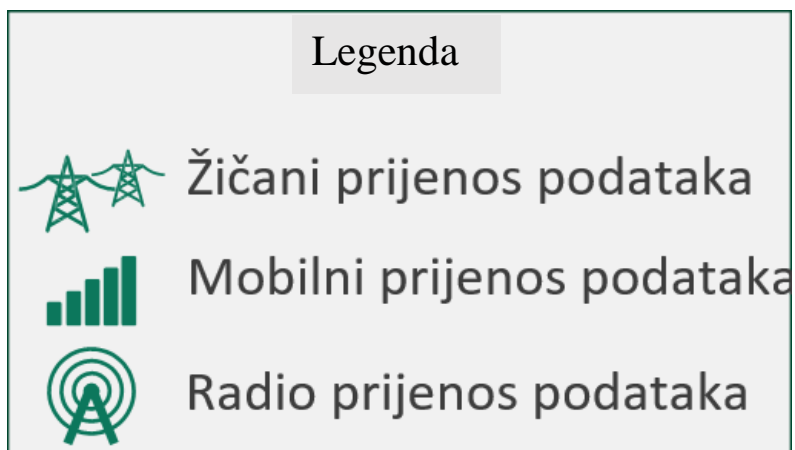 Legenda
Žičani prijenos podataka
Mobilni prijenos podataka
Radio prijenos podataka